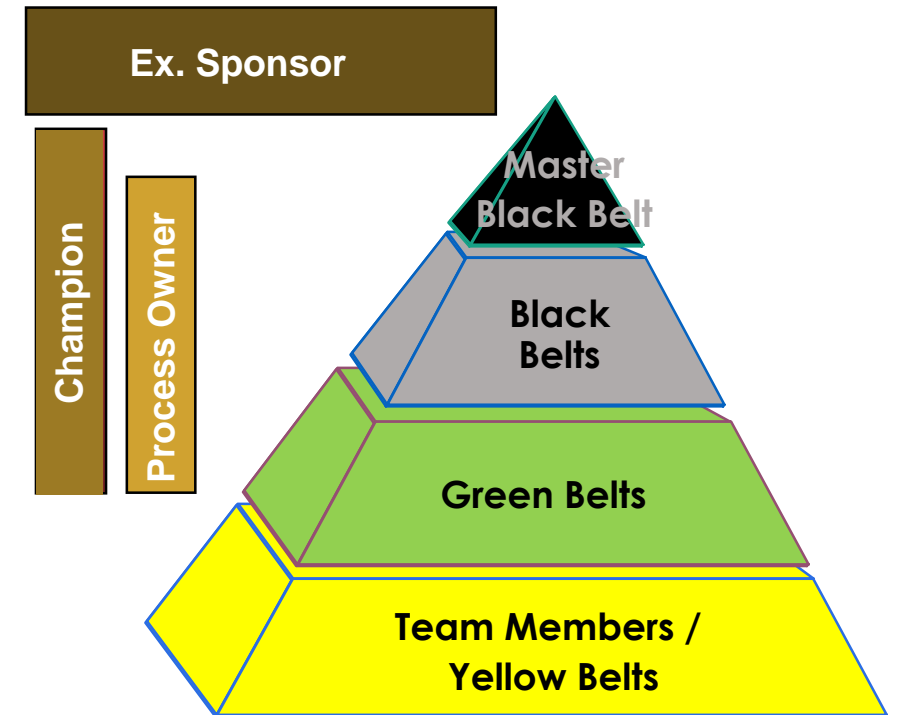 Ex. Sponsor
Champion
Process Owner
Master
Black Belt
Black
Belts
Green Belts
Team Members /
Yellow Belts